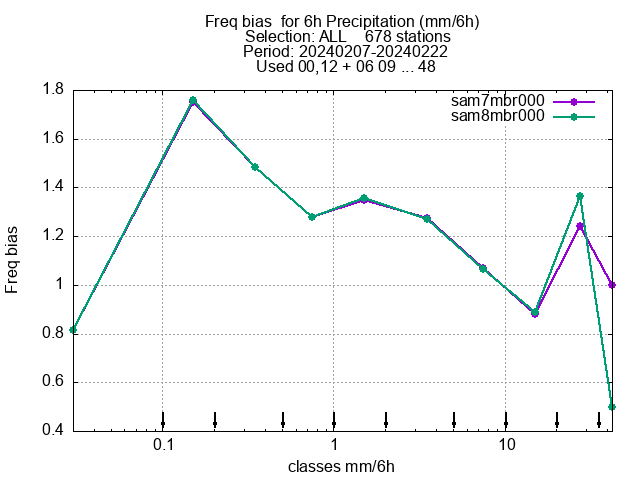 Freq bias  for 6h Precipitation (mm/6h)
Selection: ALL    678 stations
Period: 20240207-20240222
Used 00,12 + 06 09 ... 48
sam7mbr000
sam8mbr000
1.8
1.6
1.4
1.2
1
0.8
0.6
0.4
Freq bias
0.1 1 10
classes mm/6h